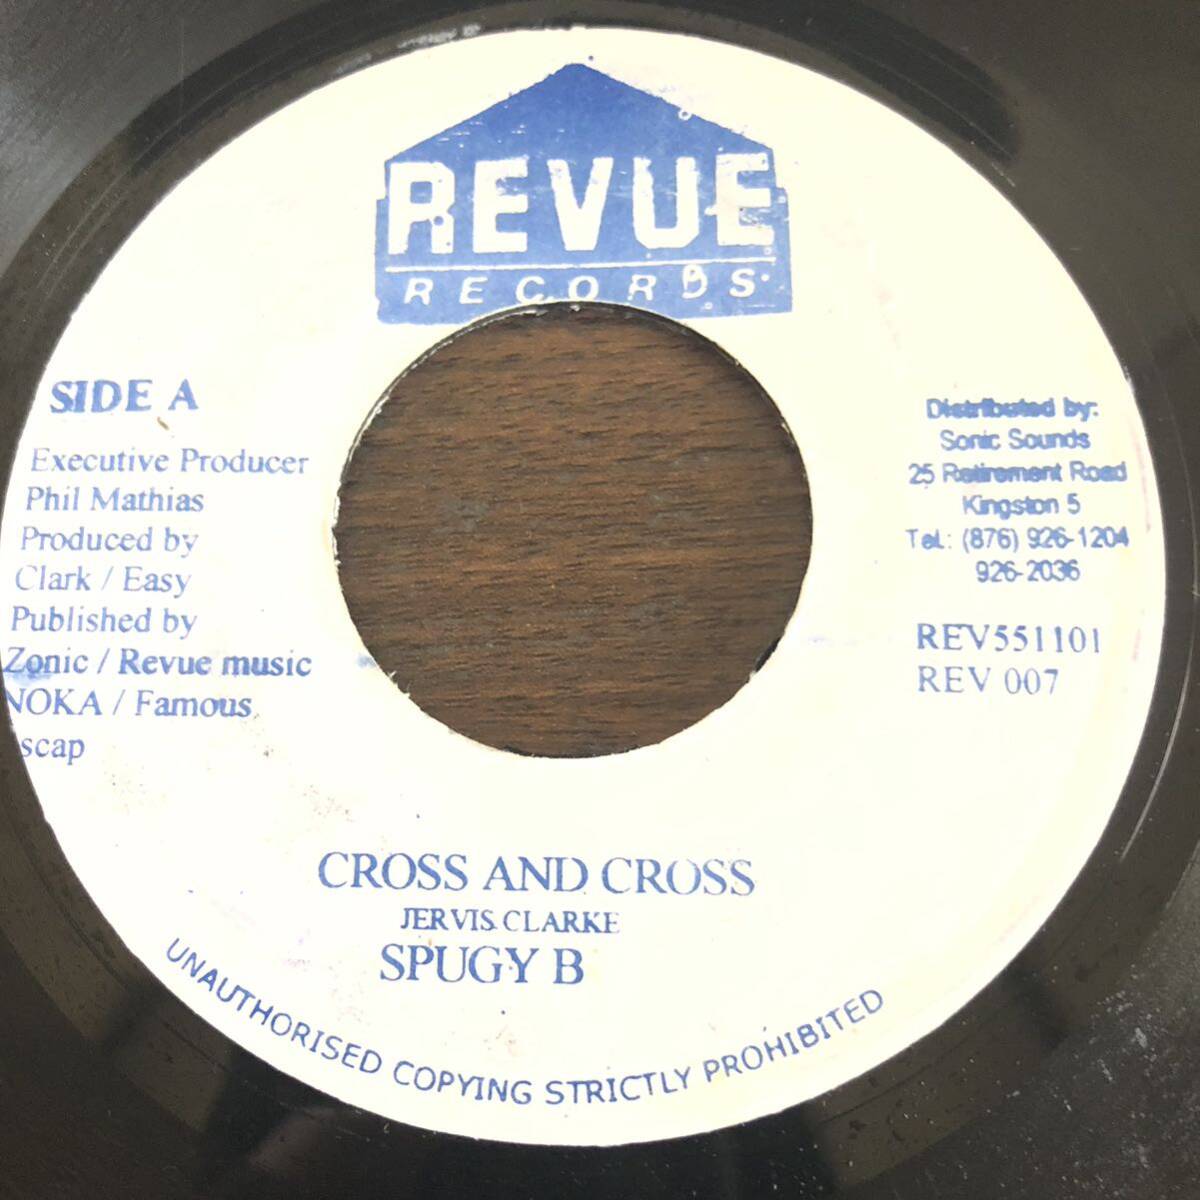 REVUE
RECORDS
SIDE A
Executive Producer
Phil Mathias
Produced by
Clark / Easy
Published by
Zonic / Revue music
NOKA / Famous
scap
Distributed by:
Sonic Sounds
25 Retirement Road
Kingston 5
Tel.: (876) 926-1204
926-2036
REV551101
REV 007
CROSS AND CROSS
JERVIS CLARKE
SPUGY B
UNAUTHORISED COPYING STRICTLY PROHIBITED